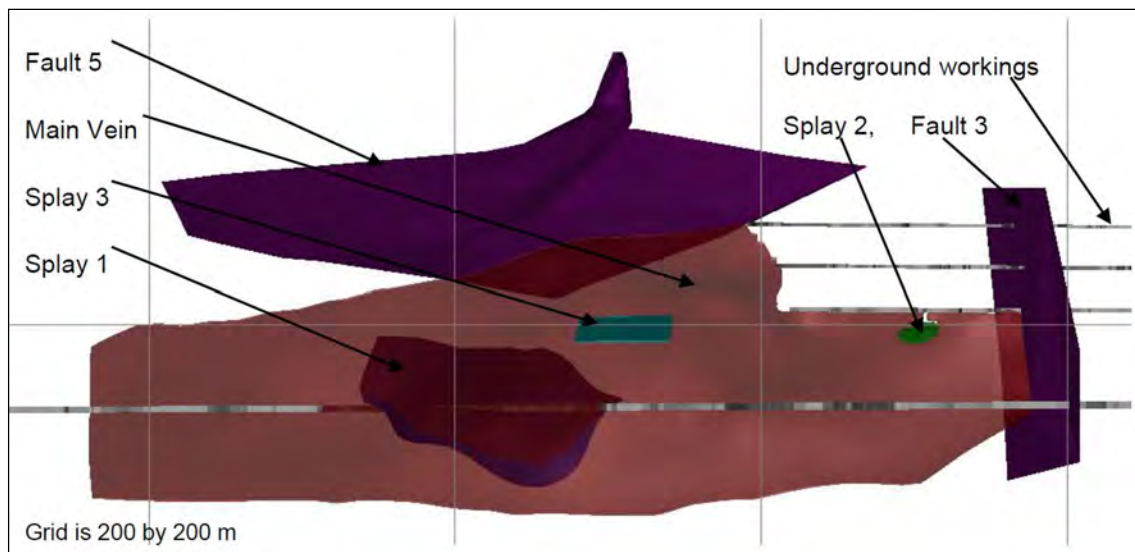 Fault 5
Main Vein
Splay 3
Splay 1
Underground workings
Splay 2, Fault 3
Grid is 200 by 200 m